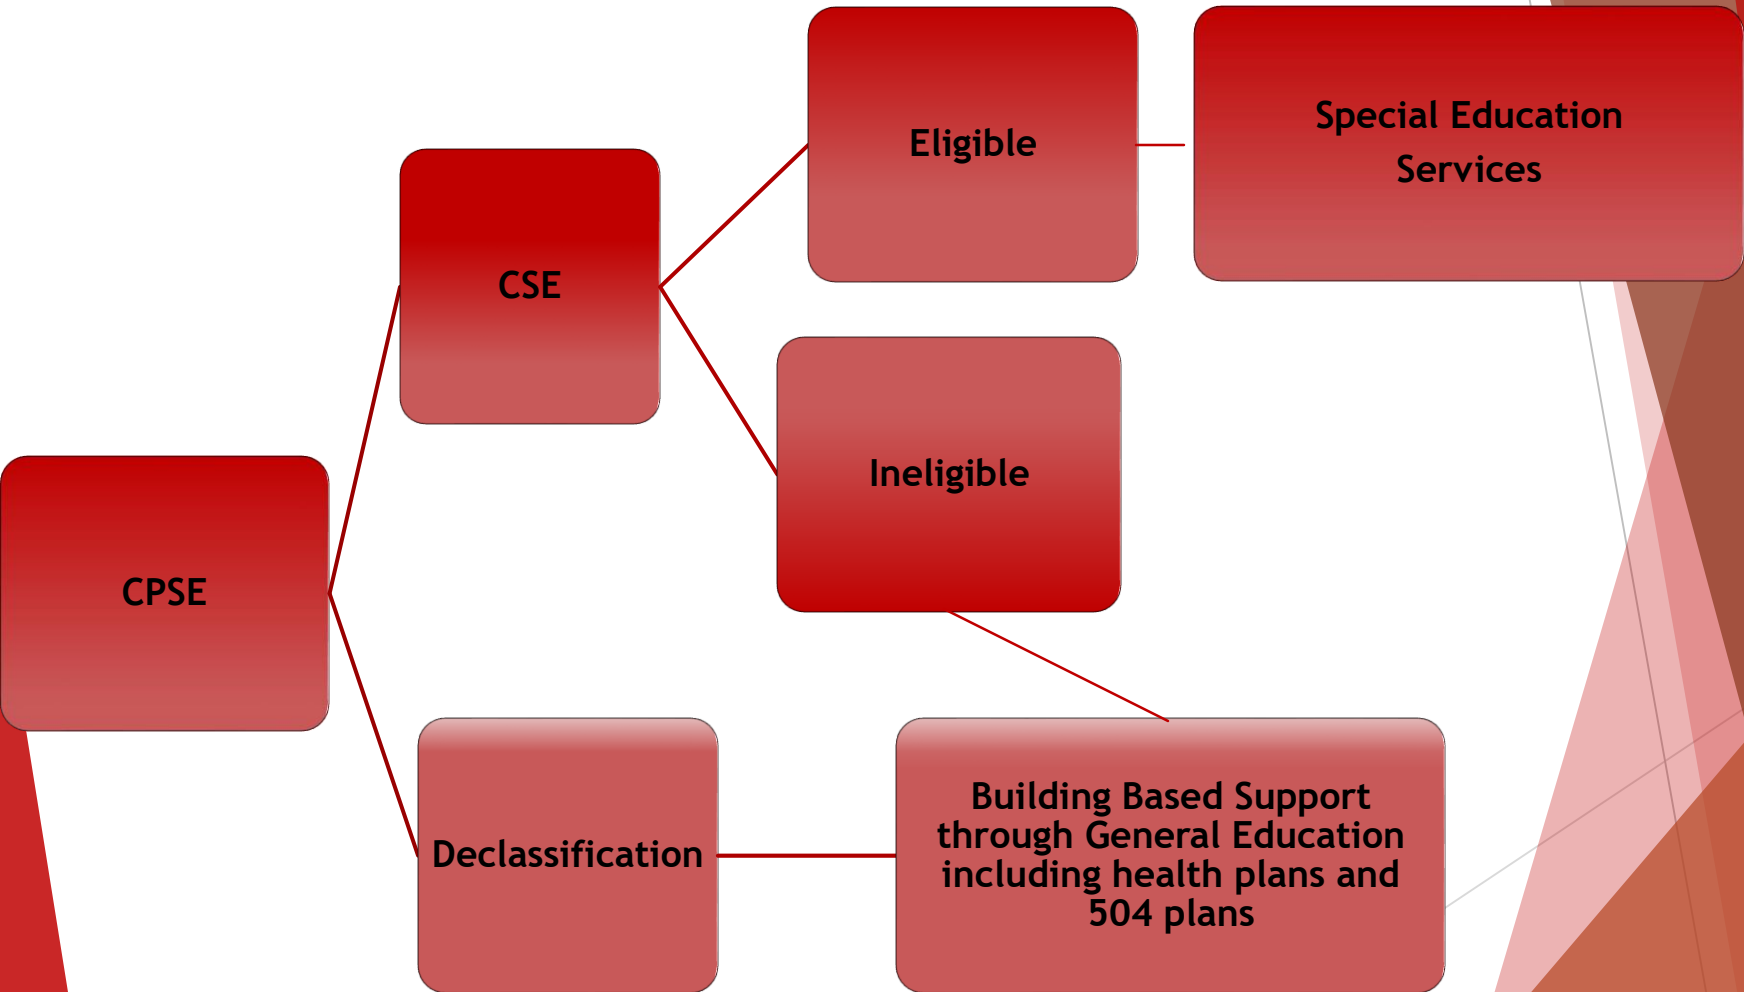 Eligible
Special Education
Services
CSE
Ineligible
CPSE
Declassification
Building Based Support
through General Education
including health plans and
504 plans